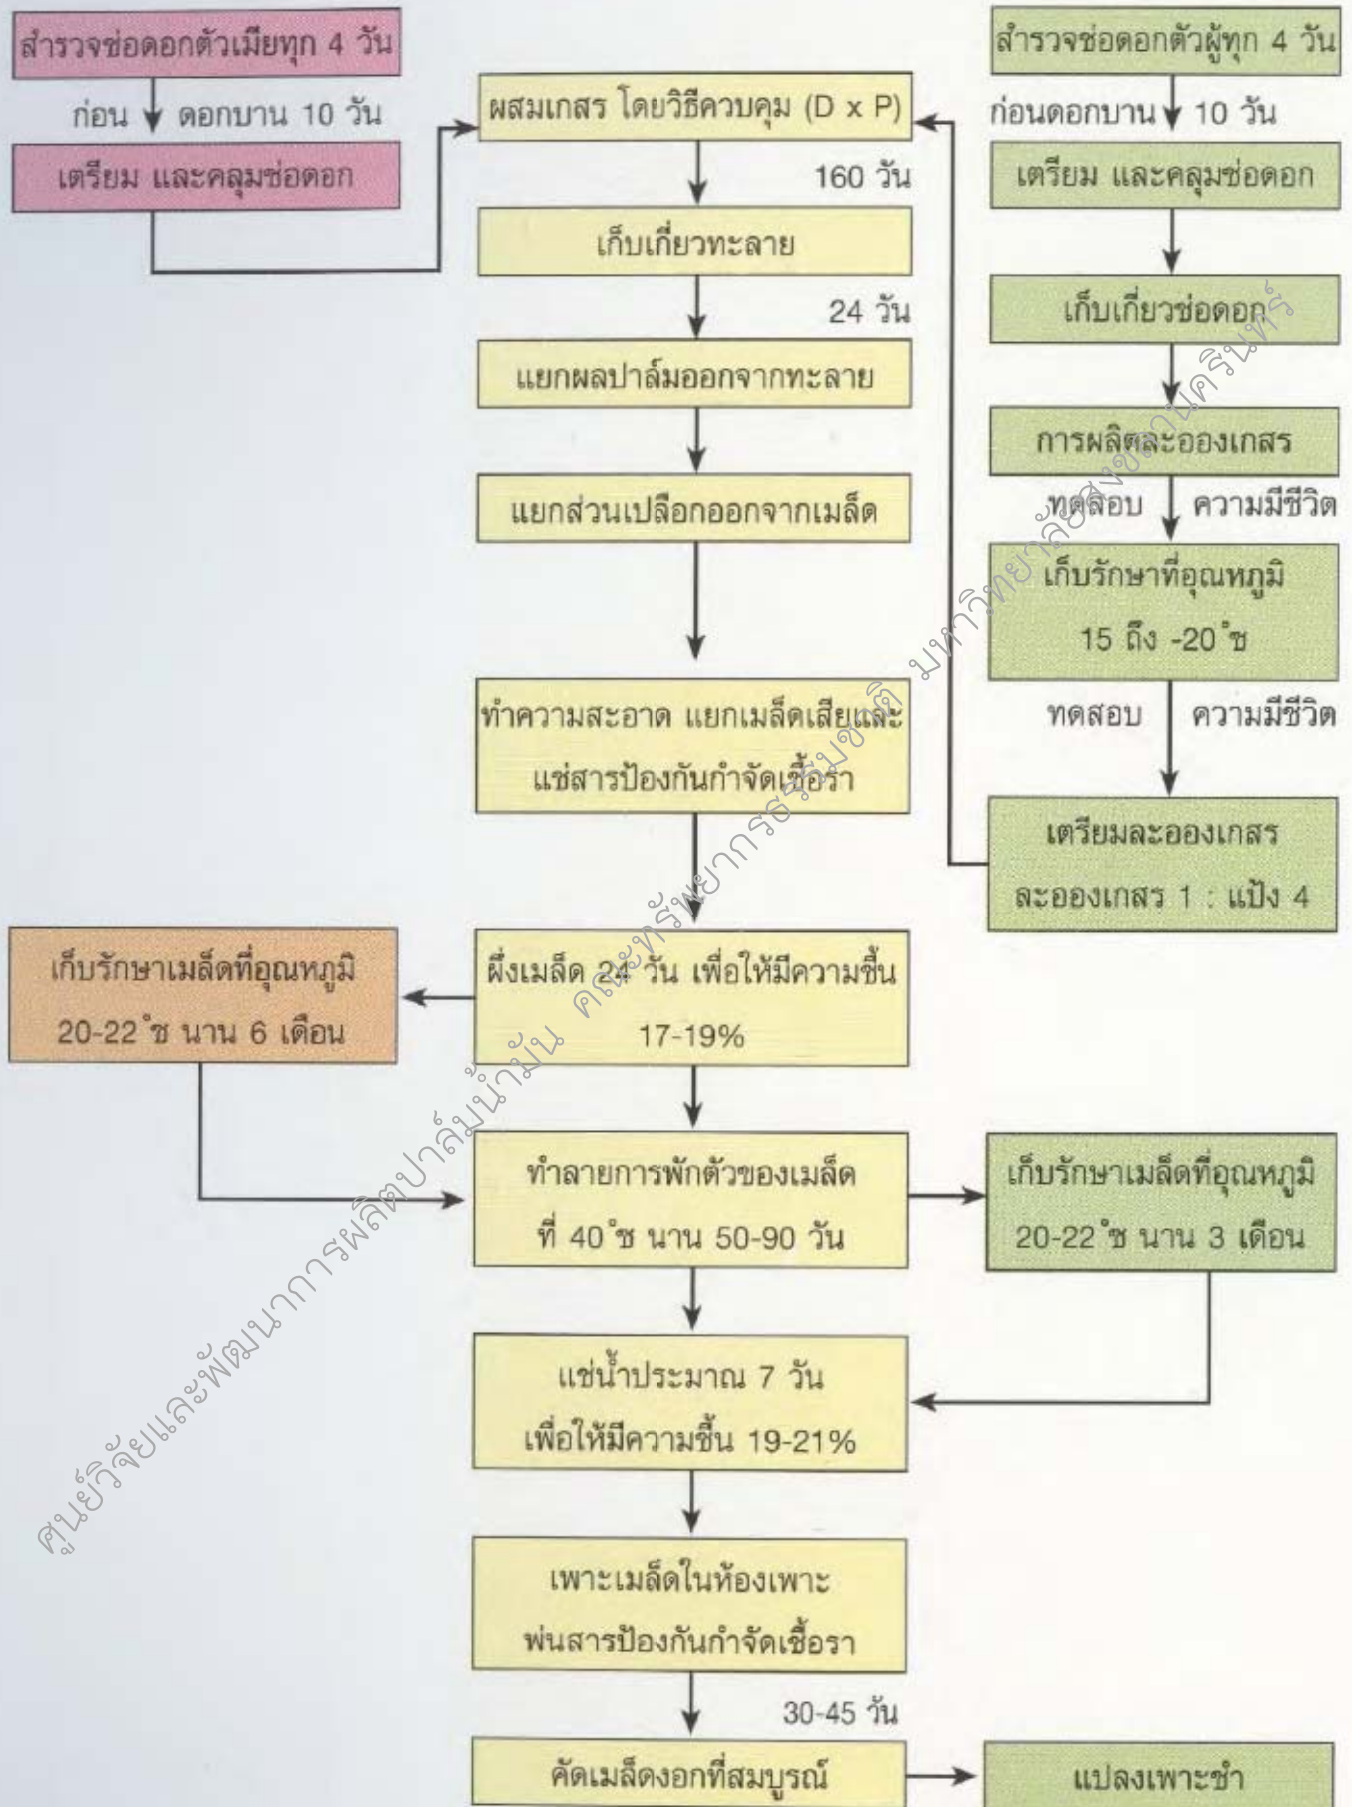 สำรวจช่อดอกตัวเมียทุก 4 วัน
ก่อน ดอกบาน 10 วัน
เตรียม และคลุมช่อดอก
ผสมเกสร โดยวิธีควบคุม (D x P)
160 วัน
เก็บเกี่ยวทะลาย
24 วัน
แยกผลปาล์มออกจากทะลาย
แยกส่วนเปลือกออกจากเมล็ด
ทำความสะอาด แยกเมล็ดเสียและ
แช่สารป้องกันกำจัดเชื้อรา
สำรวจช่อดอกตัวผู้ทุก 4 วัน
ก่อนดอกบาน 10 วัน
เตรียม และคลุมช่อดอก
เก็บเกี่ยวช่อดอก
การผลิตละอองเกสร
ทดสอบ ความมีชีวิต
เก็บรักษาที่อุณหภูมิ
15 ถึง -20 ํช
ทดสอบ ความมีชีวิต
เตรียมละอองเกสร
ละอองเกสร 1 : แป้ง 4
ผึ่งเมล็ด 24 วัน เพื่อให้มีความชื้น
17-19%
เก็บรักษาเมล็ดที่อุณหภูมิ
20-22 ํช นาน 6 เดือน
ทำลายการพักตัวของเมล็ด
ที่ 40 ํช นาน 50-90 วัน
เก็บรักษาเมล็ดที่อุณหภูมิ
20-22 ํช นาน 3 เดือน
แช่น้ำประมาณ 7 วัน
เพื่อให้มีความชื้น 19-21%
เพาะเมล็ดในห้องเพาะ
พ่นสารป้องกันกำจัดเชื้อรา
30-45 วัน
คัดเมล็ดงอกที่สมบูรณ์
แปลงเพาะชำ
ศูนย์วิจัยและพัฒนาการผลิตปาล์มน้ำมัน คณะทรัพยากรธรรมชาติ มหาวิทยาลัยสงขลานครินทร์